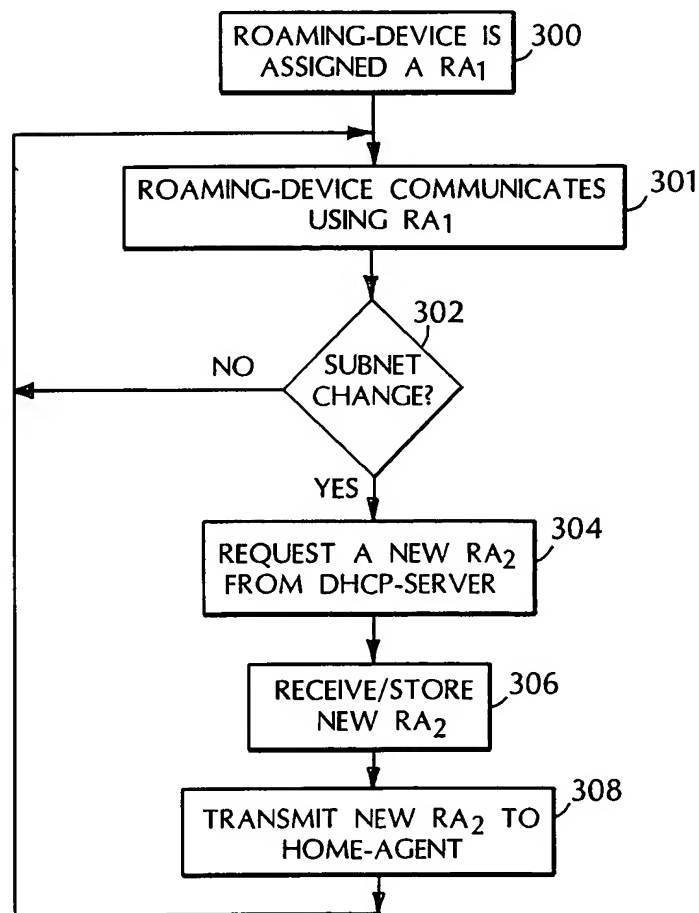 ROAMING-DEVICE IS
ASSIGNED A RA1
300
ROAMING-DEVICE COMMUNICATES
USING RA1
301
302
SUBNET
CHANGE?
NO
YES
304
REQUEST A NEW RA2
FROM DHCP-SERVER
306
RECEIVE/STORE
NEW RA2
308
TRANSMIT NEW RA2 TO
HOME-AGENT